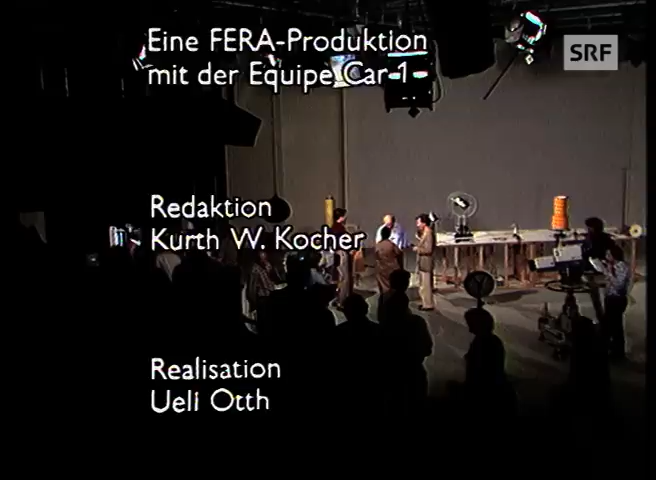 Eine FERA-Produktion
mit der Equipe Car 1
SRF
Redaktion
Kurth W. Kocher
Realisation
Ueli Otth